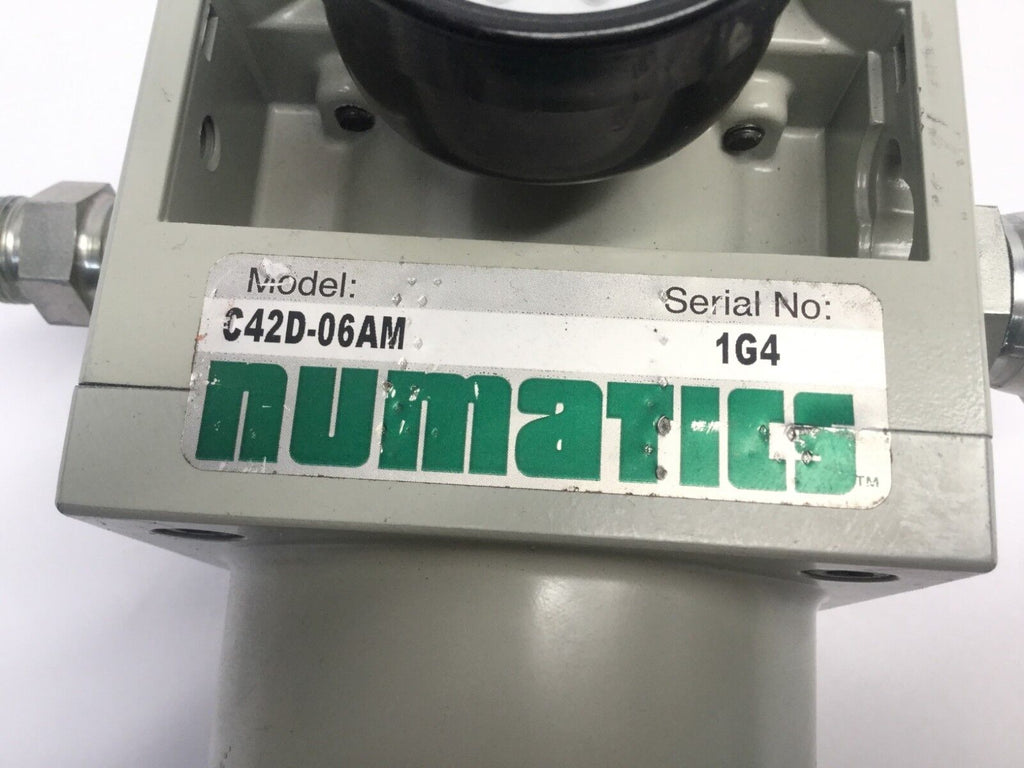 Model:
Serial No:
C42D-06AM
1G4
numatics TM